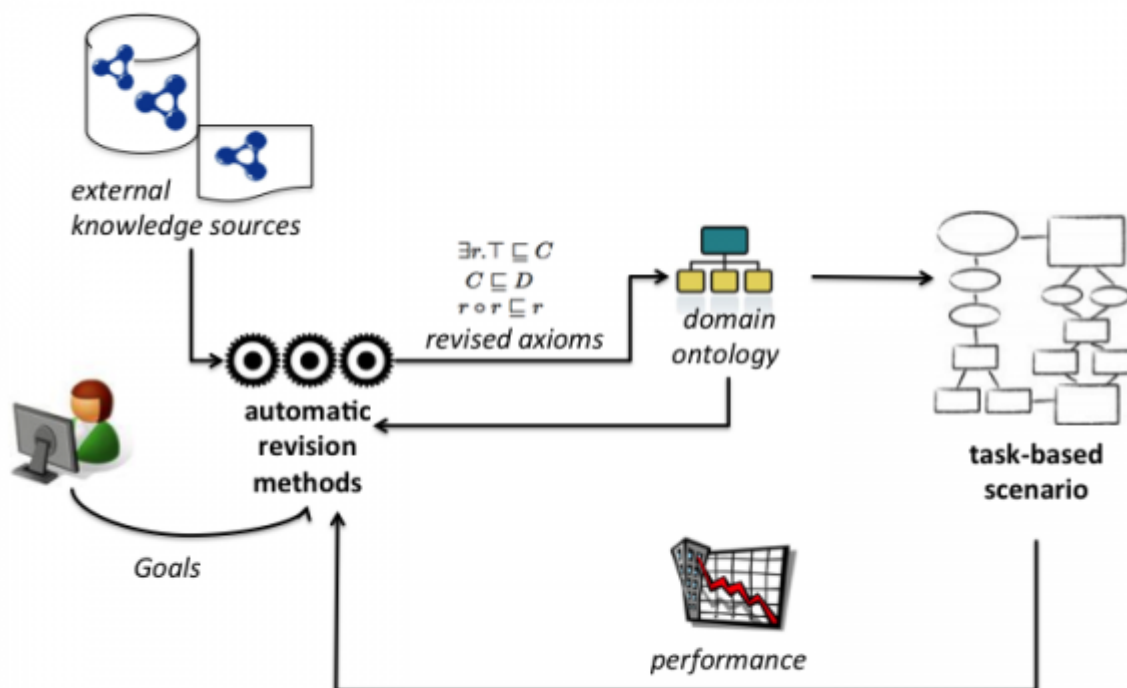 external
knowledge sources
∃r.⊤ ⊑ C
C ⊑ D
r ∘ r ⊑ r
revised axioms
domain
ontology
automatic
revision
methods
task-based
scenario
Goals
performance